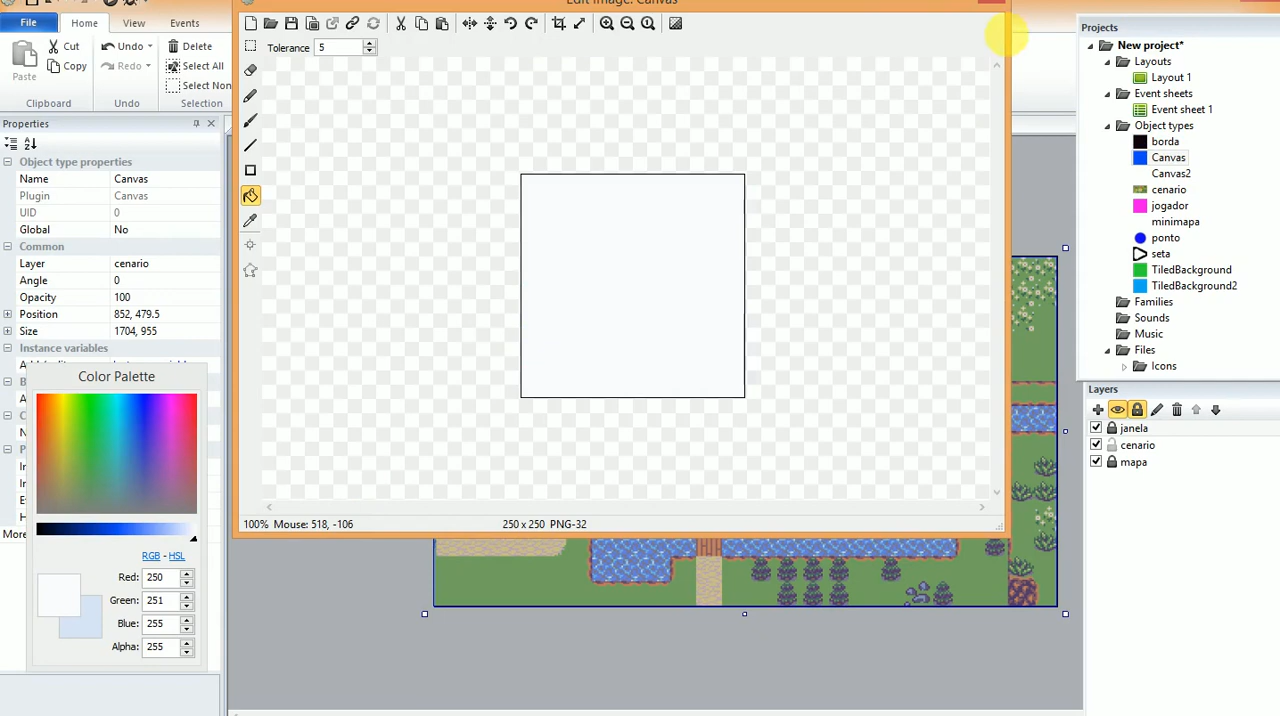 Edit Image: Canvas
File Home View Events
Paste
Cut
Copy
Clipboard
Undo
Redo
Undo
Delete
Select All
Select Non
Selection
Tolerance 5
Properties
Object type properties
Name Canvas
Plugin Canvas
UID 0
Global No
Common
Layer cenario
Angle 0
Opacity 100
Position 852, 479.5
Size 1704, 955
Instance variables
Color Palette
RGB - HSL
Red: 250
Green: 251
Blue: 255
Alpha: 255
More
100% Mouse: 518, -106 250 x 250 PNG-32
Projects
New project*
Layouts
Layout 1
Event sheets
Event sheet 1
Object types
borda
Canvas
Canvas2
cenario
jogador
minimapa
ponto
seta
TiledBackground
TiledBackground2
Families
Sounds
Music
Files
Icons
Layers
janela
cenario
mapa